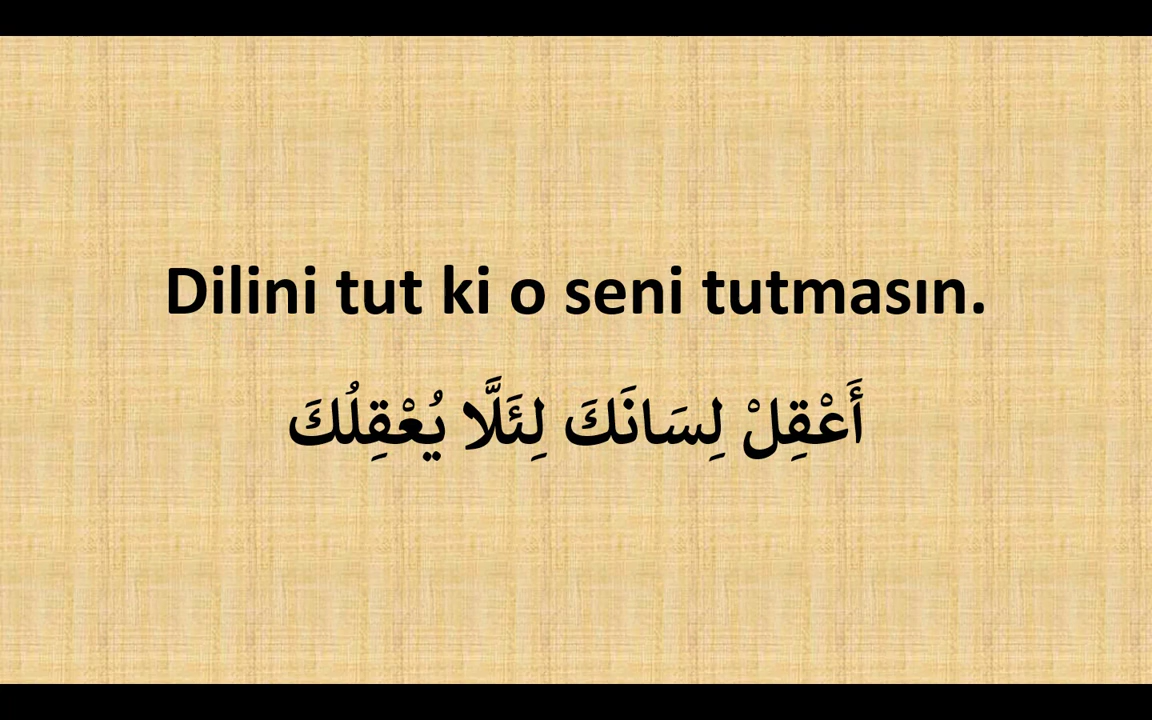 Dilini tut ki o seni tutmasın.
أَعْقِلْ لِسَانَكَ لِئَلَّا يُعْقِلُكَ